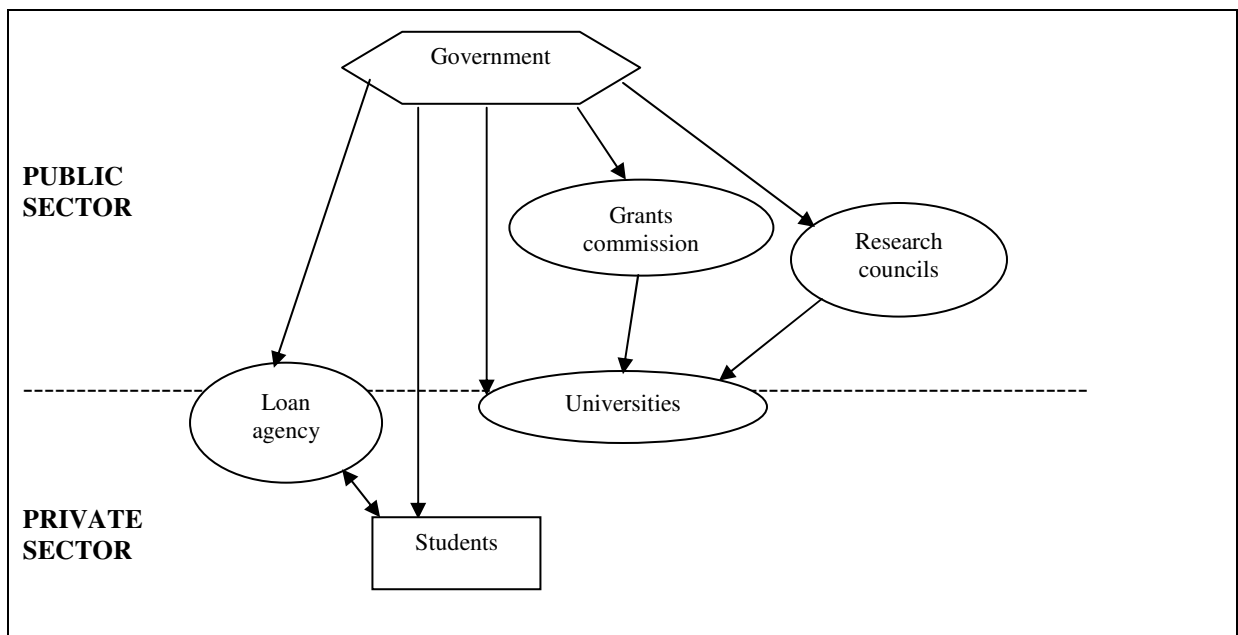 Government
PUBLIC
SECTOR
Grants
commission
Research
councils
Loan
agency
Universities
PRIVATE
SECTOR
Students